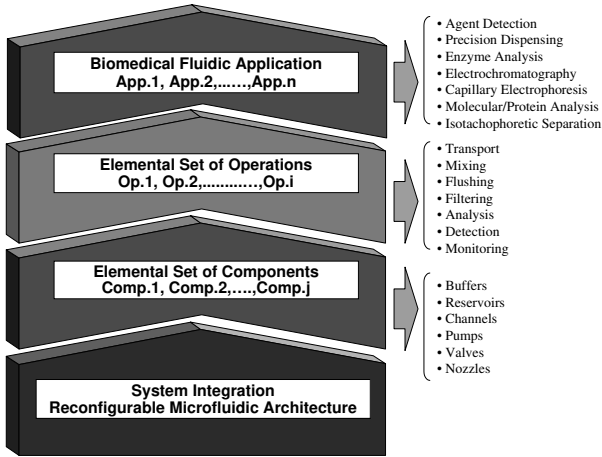 Biomedical Fluidic Application
App.1, App.2,...…,App.n
• Agent Detection
• Precision Dispensing
• Enzyme Analysis
• Electrochromatography
• Capillary Electrophoresis
• Molecular/Protein Analysis
• Isotachophoretic Separation
Elemental Set of Operations
Op.1, Op.2,.........…,Op.i
• Transport
• Mixing
• Flushing
• Filtering
• Analysis
• Detection
• Monitoring
Elemental Set of Components
Comp.1, Comp.2,….,Comp.j
• Buffers
• Reservoirs
• Channels
• Pumps
• Valves
• Nozzles
System Integration
Reconfigurable Microfluidic Architecture